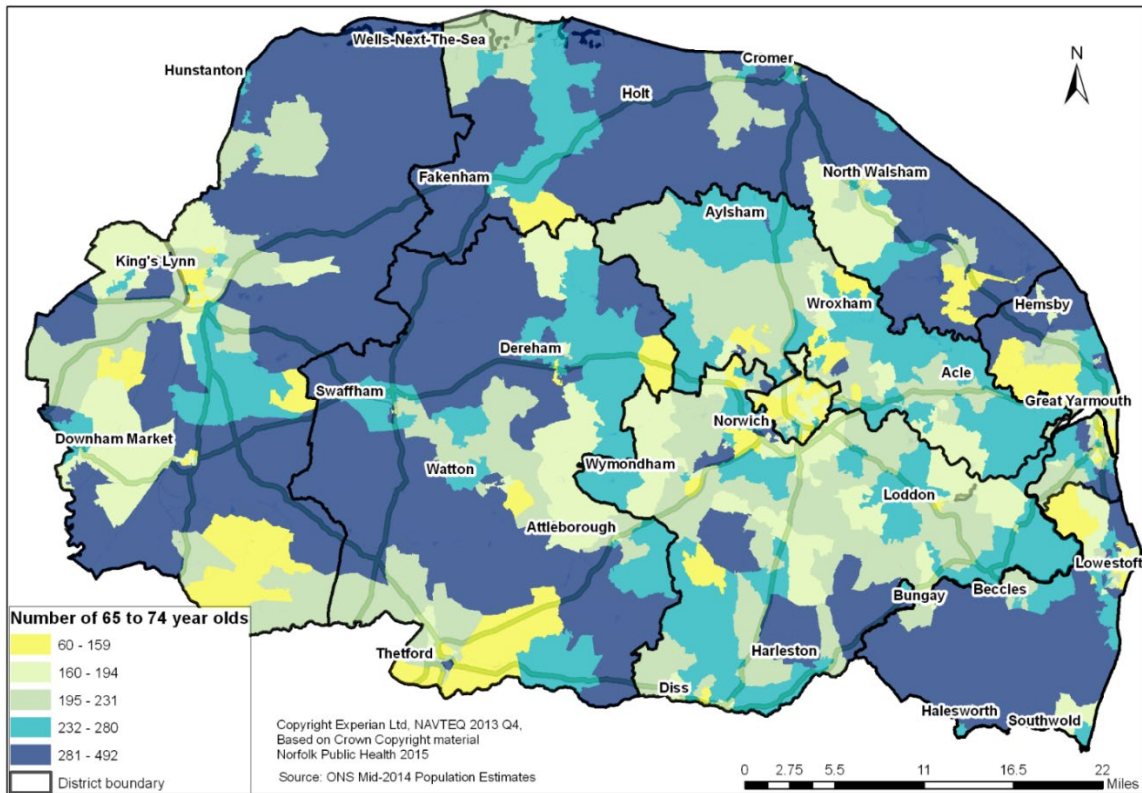 Wells-Next-The-Sea
Hunstanton
Cromer
N
Holt
Fakenham
North Walsham
Aylsham
King's Lynn
Wroxham
Hemsby
Dereham
Swaffham
Acle
Great Yarmouth
Norwich
Downham Market
Watton
Wymondham
Loddon
Attleborough
Lowestoft
Beccles
Bungay
Thetford
Harleston
Diss
Halesworth
Southwold
Number of 65 to 74 year olds
60 - 159
160 - 194
195 - 231
232 - 280
281 - 492
District boundary
Copyright Experian Ltd, NAVTEQ 2013 Q4,
Based on Crown Copyright material
Norfolk Public Health 2015
Source: ONS Mid-2014 Population Estimates
0 2.75 5.5 11 16.5 22
Miles